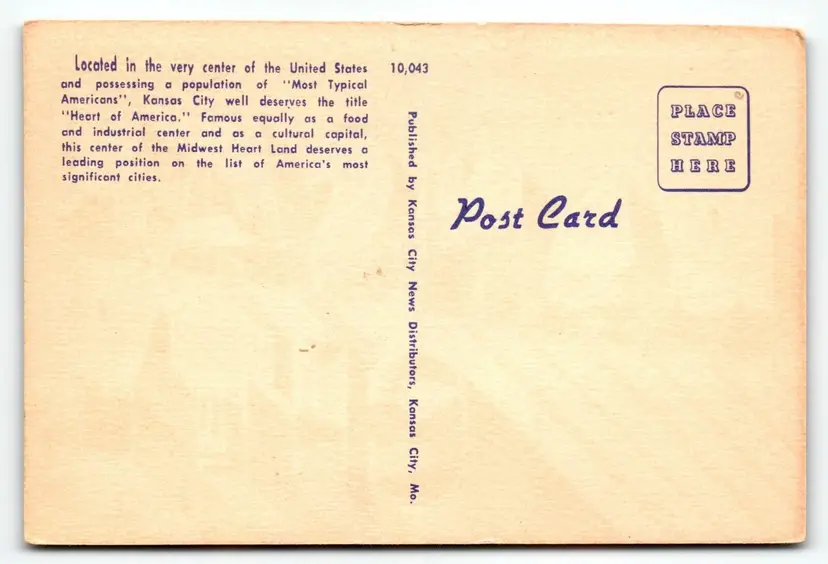 Located in the very center of the United States
and possessing a population of "Most Typical
Americans", Kansas City well deserves the title
"Heart of America." Famous equally as a food
and industrial center and as a cultural capital,
this center of the Midwest Heart Land deserves a
leading position on the list of America's most
significant cities.
10,043
Published by Kansas City News Distributors, Kansas City, Mo.
PLACE
STAMP
HERE
Post Card